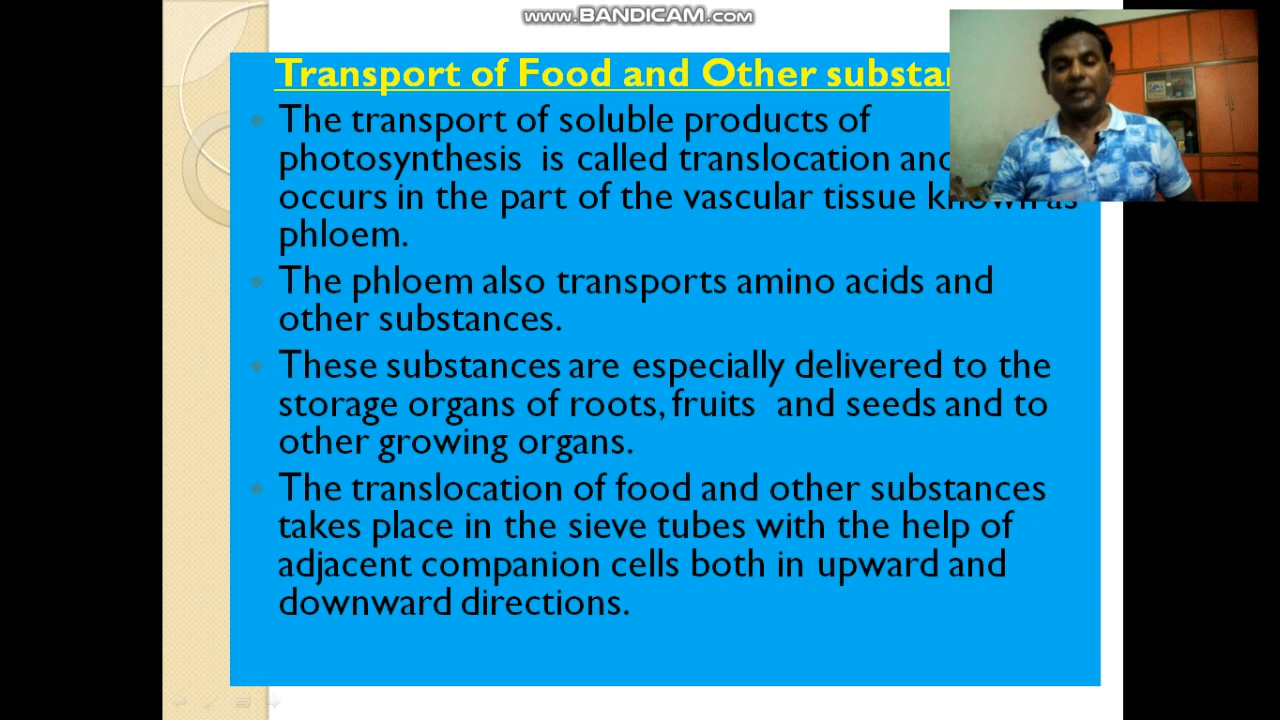 www.BANDICAM.com
Transport of Food and Other
The transport of soluble products of
photosynthesis is called translocation
occurs in the part of the vascular tissue known as
phloem.
The phloem also transports amino acids and
other substances.
These substances are especially delivered to the
storage organs of roots, fruits and seeds and to
other growing organs.
The translocation of food and other substances
takes place in the sieve tubes with the help of
adjacent companion cells both in upward and
downward directions.